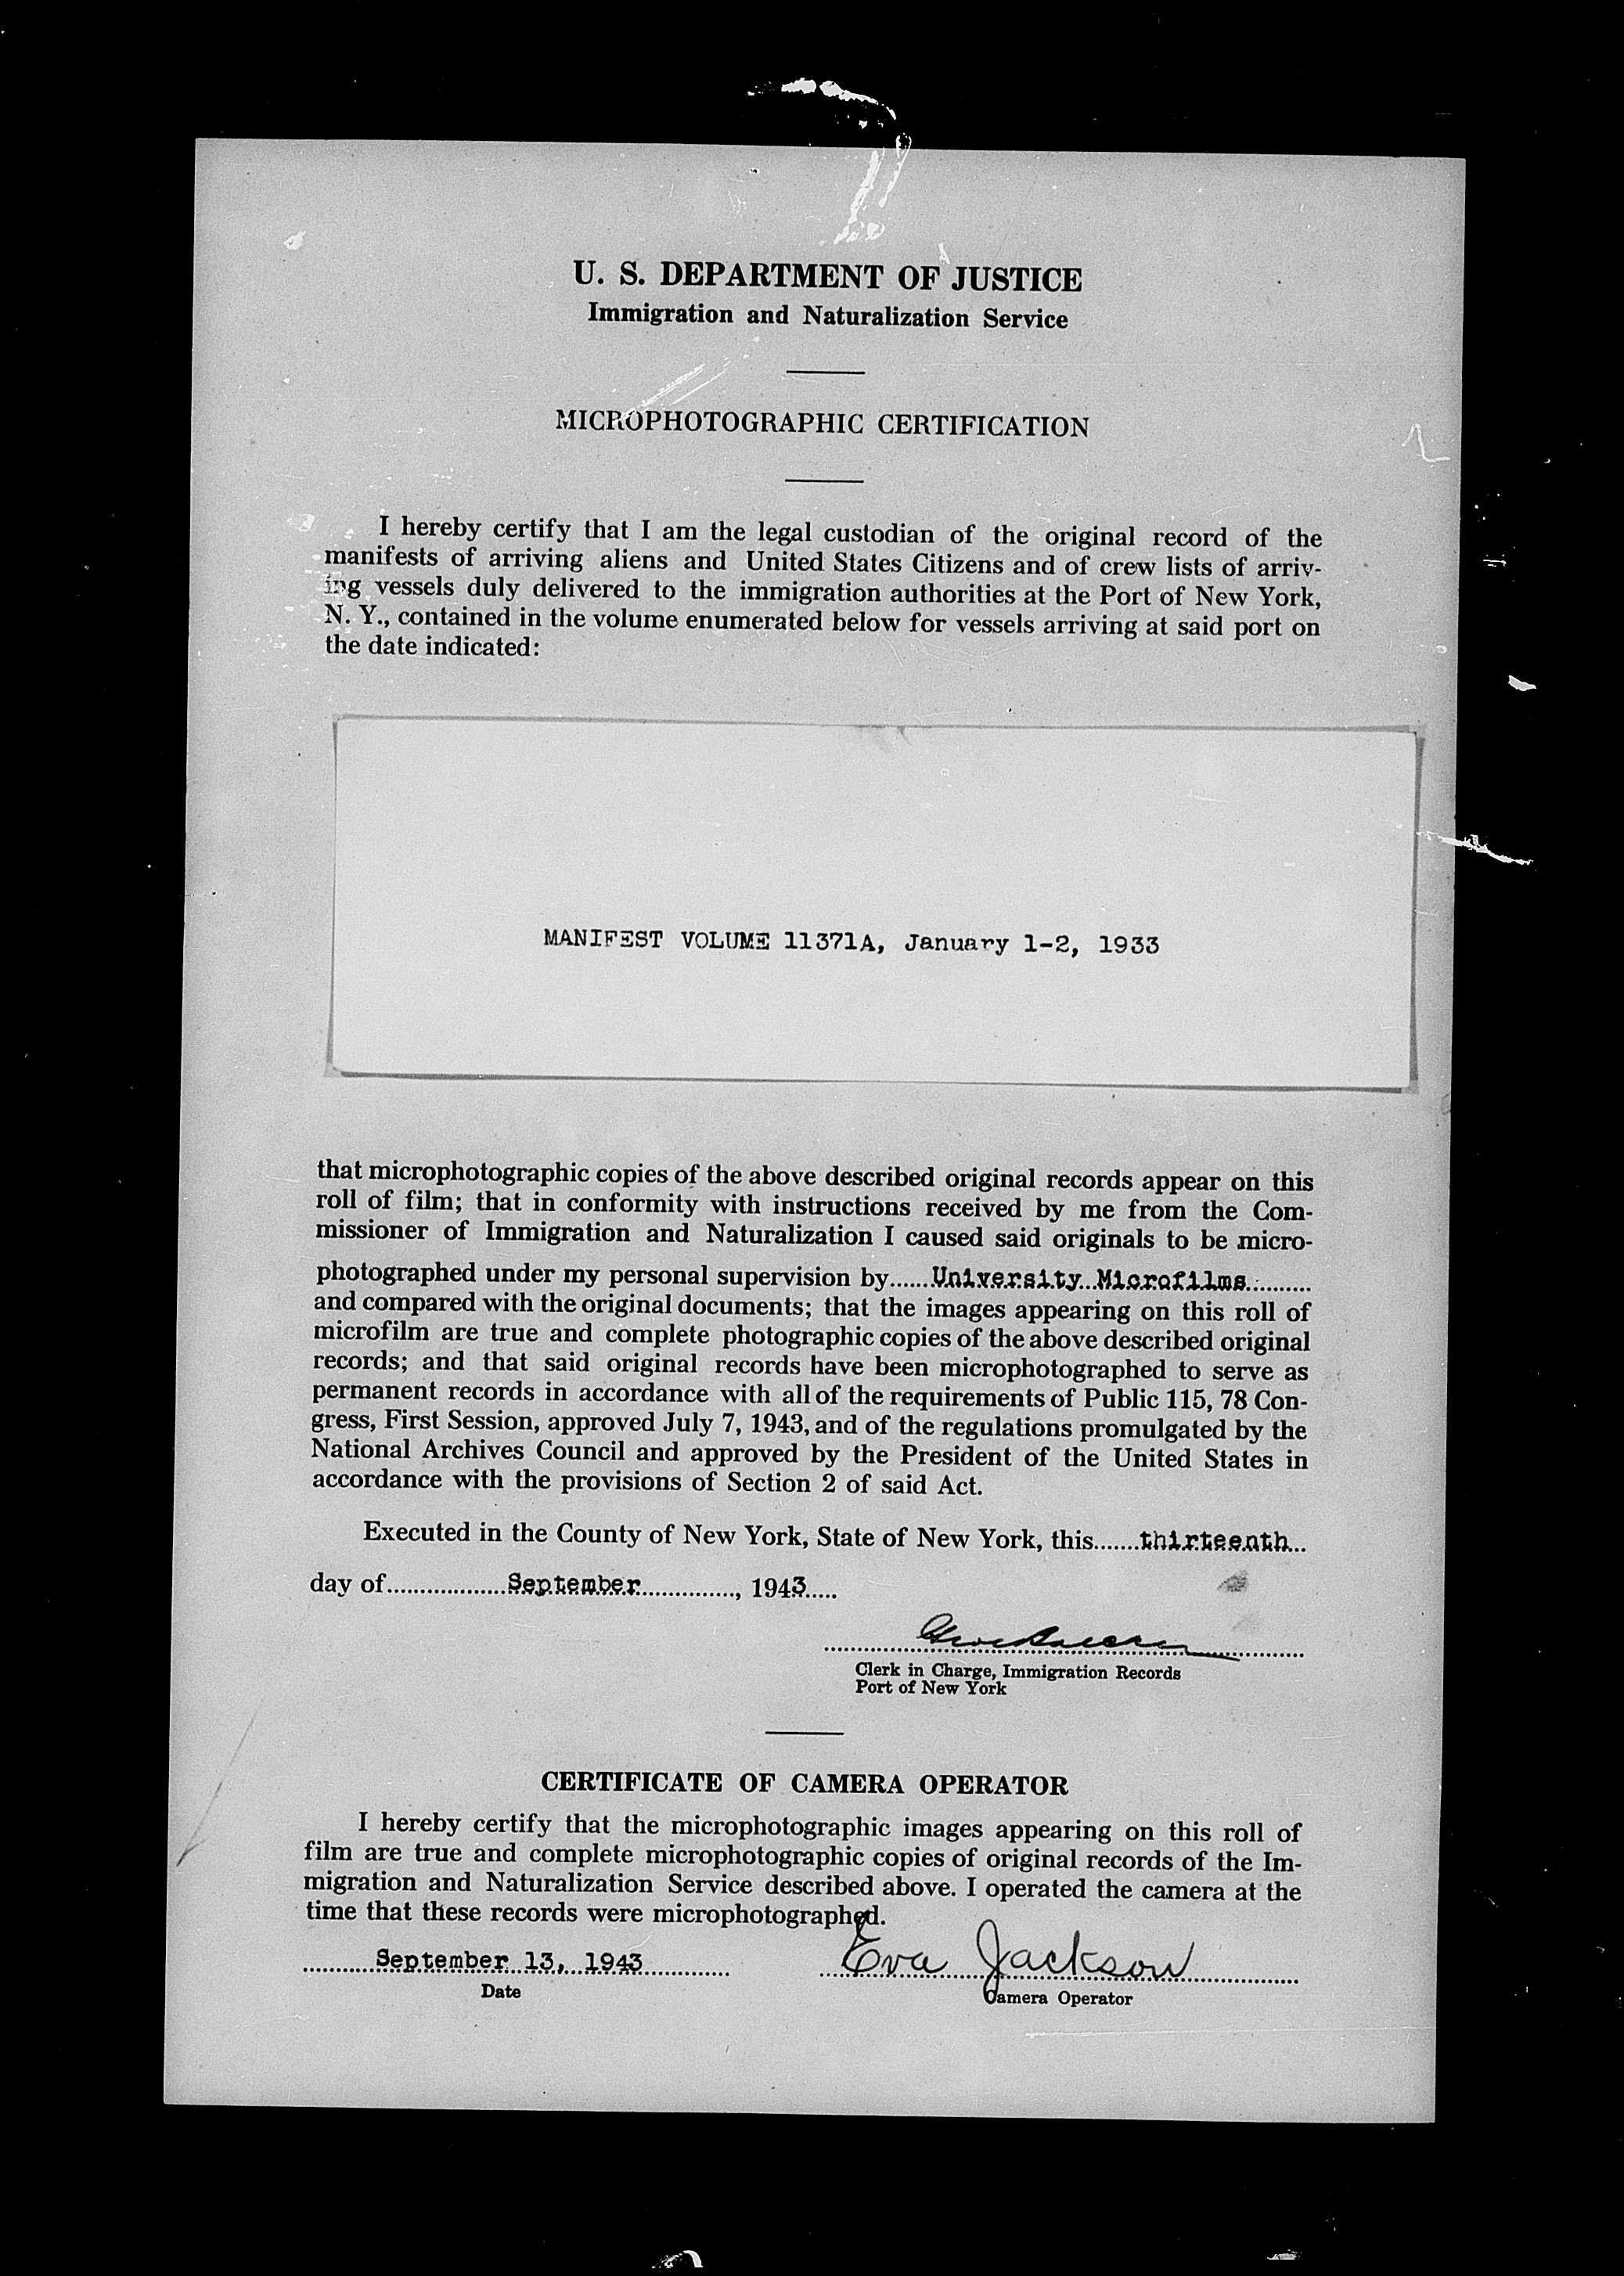 U. S. DEPARTMENT OF JUSTICE
Immigration and Naturalization Service
MICROPHOTOGRAPHIC CERTIFICATION
I hereby certify that I am the legal custodian of the original record of the
manifests of arriving aliens and United States Citizens and of crew lists of arriv-
ing vessels duly delivered to the immigration authorities at the Port of New York,
N. Y., contained in the volume enumerated below for vessels arriving at said port on
the date indicated:
MANIFEST VOLUME 11371A, January 1-2, 1933
that microphotographic copies of the above described original records appear on this
roll of film; that in conformity with instructions received by me from the Com-
missioner of Immigration and Naturalization I caused said originals to be micro-
photographed under my personal supervision by......University Microfilms..........
and compared with the original documents; that the images appearing on this roll of
microfilm are true and complete photographic copies of the above described original
records; and that said original records have been microphotographed to serve as
permanent records in accordance with all of the requirements of Public 115, 78 Con-
gress, First Session, approved July 7, 1943, and of the regulations promulgated by the
National Archives Council and approved by the President of the United States in
accordance with the provisions of Section 2 of said Act.
Executed in the County of New York, State of New York, this.......thirteenth...
day of..................September..............., 1943.....
Clerk in Charge, Immigration Records
Port of New York
CERTIFICATE OF CAMERA OPERATOR
I hereby certify that the microphotographic images appearing on this roll of
film are true and complete microphotographic copies of original records of the Im-
migration and Naturalization Service described above. I operated the camera at the
time that these records were microphotographed.
September 13, 1943 Eva Jackson
Date Camera Operator